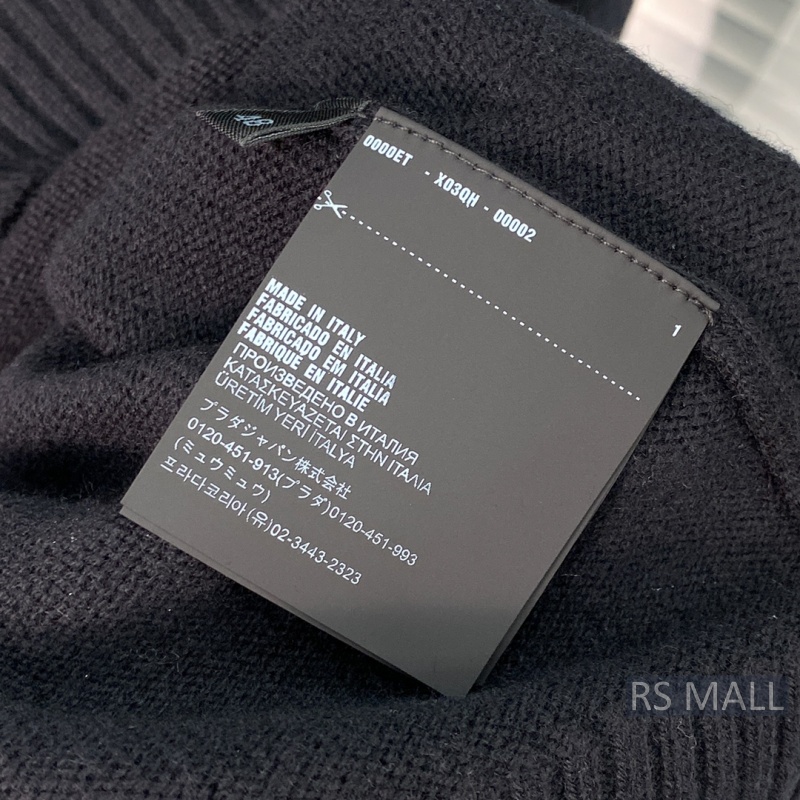 48
0000ET - X03QH - 00002
1
MADE IN ITALY
FABRICADO EN ITALIA
FABRICADO EM ITALIA
FABRIQUE EN ITALIE
ПРОИЗВЕДЕНО В ИТАЛИЯ
ΚΑΤΑΣΚΕΥΑΖΕΤΑΙ ΣΤΗΝ ΙΤΑΛΙΑ
ÜRETİM YERİ İTALYA
プラダジャパン株式会社
0120-451-913(プラダ)0120-451-993
(ミュウミュウ)
프라다코리아(유)02-3443-2323
RS MALL